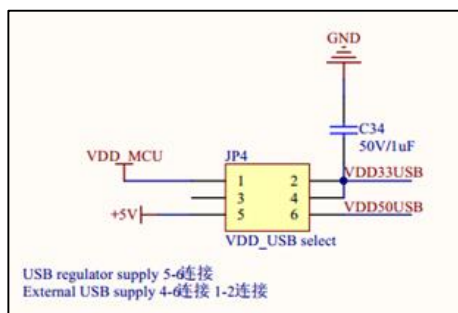 GND
C34
50V/1uF
JP4
VDD_MCU
1 2
VDD33USB
3 4
+5V
5 6
VDD50USB
VDD_USB select
USB regulator supply 5-6连接
External USB supply 4-6连接 1-2连接